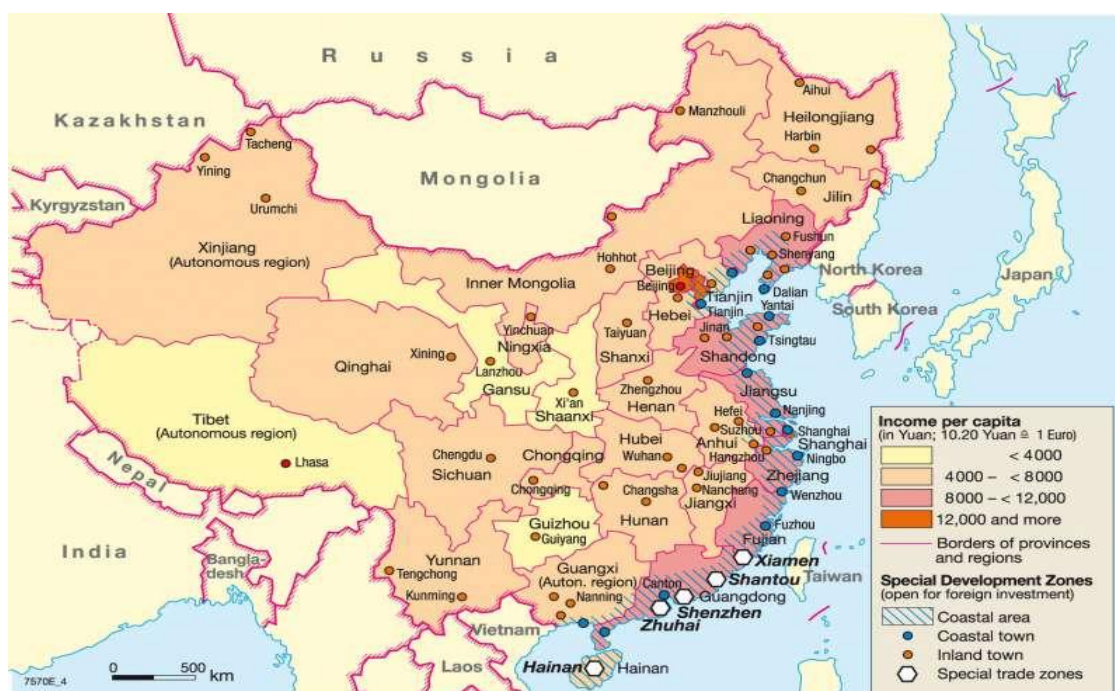 Russia
Kazakhstan
Mongolia
Kyrgyzstan
Aihui
Manzhouli
Heilongjiang
Harbin
Tacheng
Yining
Urumchi
Xinjiang
(Autonomous region)
Changchun
Jilin
Liaoning
Fushun
Shenyang
Hohhot
Inner Mongolia
Beijing
Beijing
Tianjin
Tianjin
Hebei
Dalian
Yantai
North Korea
South Korea
Japan
Yinchuan
Ningxia
Taiyuan
Shanxi
Jinan
Tsingtau
Shandong
Qinghai
Xining
Lanzhou
Gansu
Xi'an
Shaanxi
Zhengzhou
Henan
Jiangsu
Tibet
(Autonomous region)
Lhasa
Nepal
India
Bangla-
desh
Chengdu
Sichuan
Chongqing
Chongqing
Hubei
Wuhan
Hefei
Suzhou
Anhui
Hangzhou
Nanjing
Shanghai
Shanghai
Ningbo
Zhejiang
Wenzhou
Jiujiang
Nanchang
Jiangxi
Changsha
Hunan
Guizhou
Guiyang
Fuzhou
Fujian
Yunnan
Tengchong
Kunming
Guangxi
(Auton. region)
Nanning
Canton
Guangdong
Xiamen
Shantou
Shenzhen
Zhuhai
Taiwan
Vietnam
Laos
Hainan
Hainan
0 500
km
7570E_4
Income per capita
(in Yuan; 10.20 Yuan ≙ 1 Euro)
< 4000
4000 – < 8000
8000 – < 12,000
12,000 and more
Borders of provinces
and regions
Special Development Zones
(open for foreign investment)
Coastal area
Coastal town
Inland town
Special trade zones